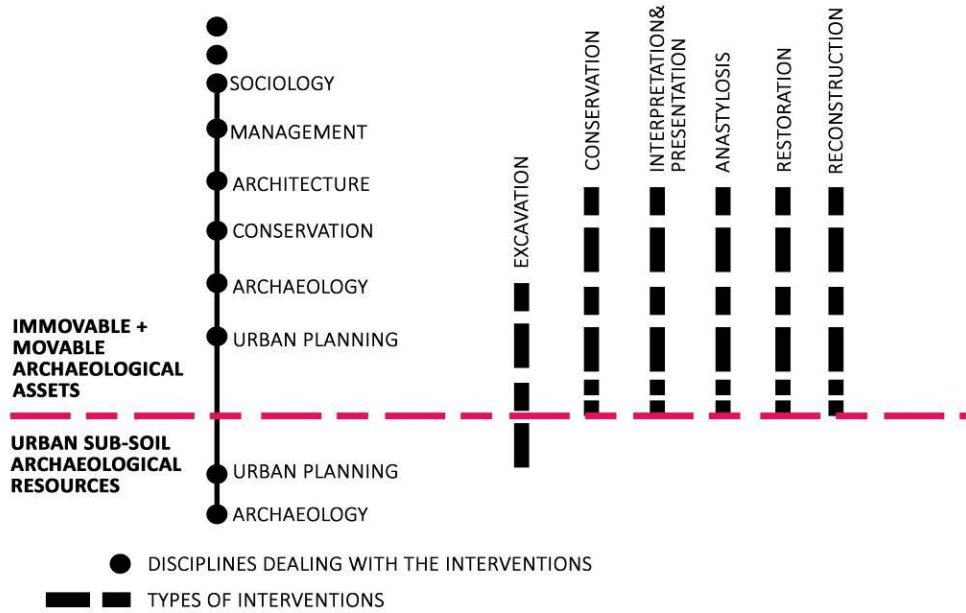 SOCIOLOGY
MANAGEMENT
ARCHITECTURE
CONSERVATION
ARCHAEOLOGY
URBAN PLANNING
URBAN PLANNING
ARCHAEOLOGY
IMMOVABLE +
MOVABLE
ARCHAEOLOGICAL
ASSETS
URBAN SUB-SOIL
ARCHAEOLOGICAL
RESOURCES
EXCAVATION
CONSERVATION
INTERPRETATION&
PRESENTATION
ANASTYLOSIS
RESTORATION
RECONSTRUCTION
DISCIPLINES DEALING WITH THE INTERVENTIONS
TYPES OF INTERVENTIONS